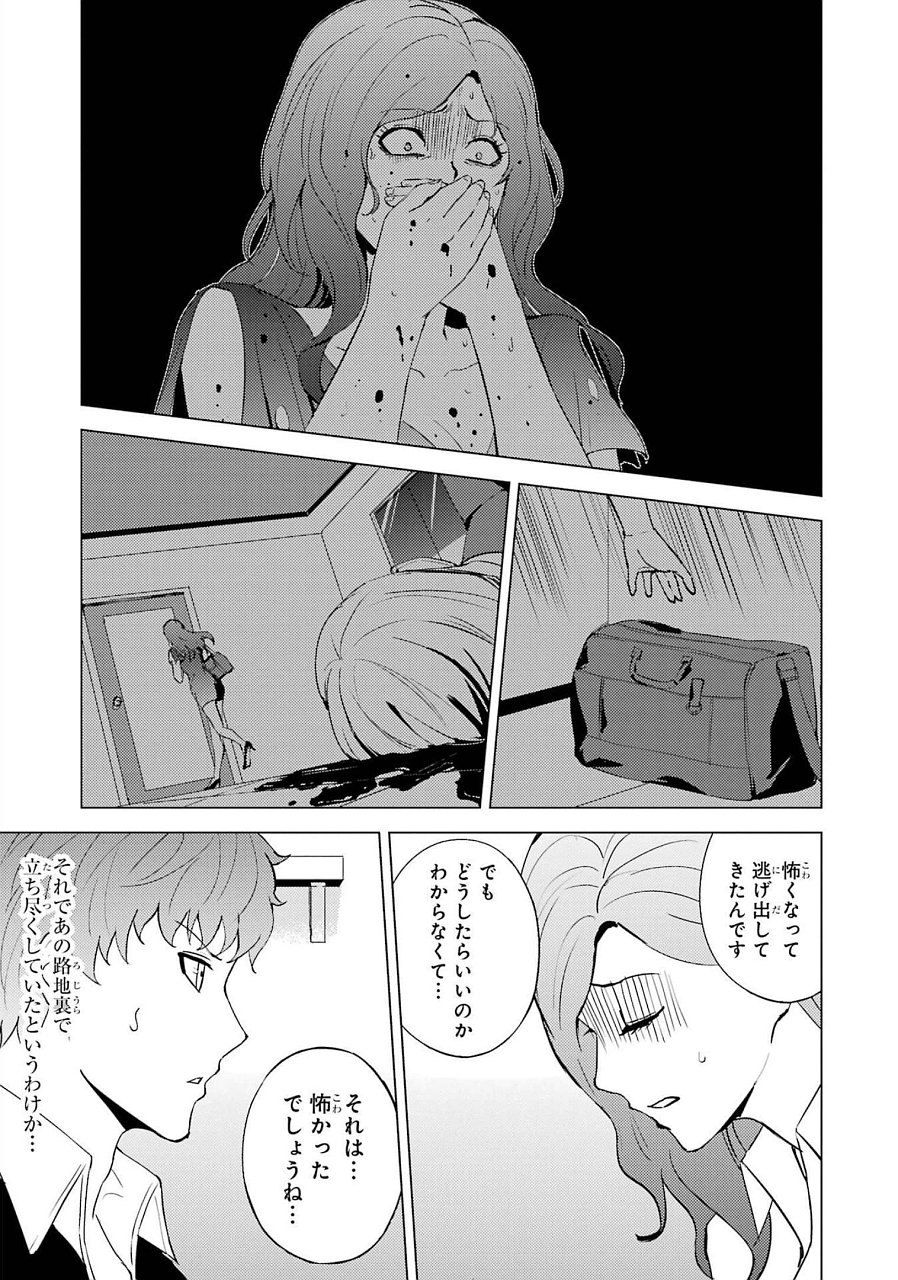 怖くなって
逃げ出して
きたんです
でも
どうしたらいいのか
わからなくて…
それは…
怖かった
でしょうね…
それであの路地裏で
立ち尽くしていたというわけか…